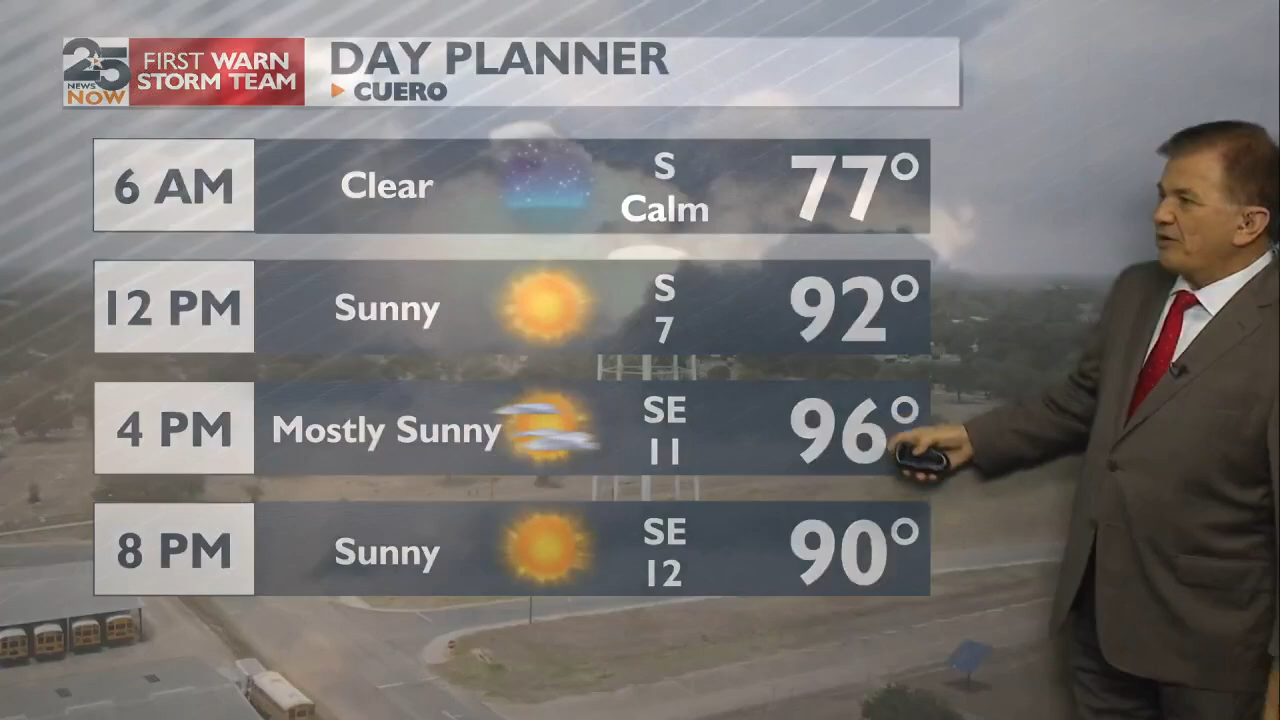 25
NEWS
NOW
FIRST WARN
STORM TEAM
DAY PLANNER
CUERO
6 AM
Clear
S
Calm
77°
12 PM
Sunny
S
7
92°
4 PM
Mostly Sunny
SE
11
96°
8 PM
Sunny
SE
12
90°